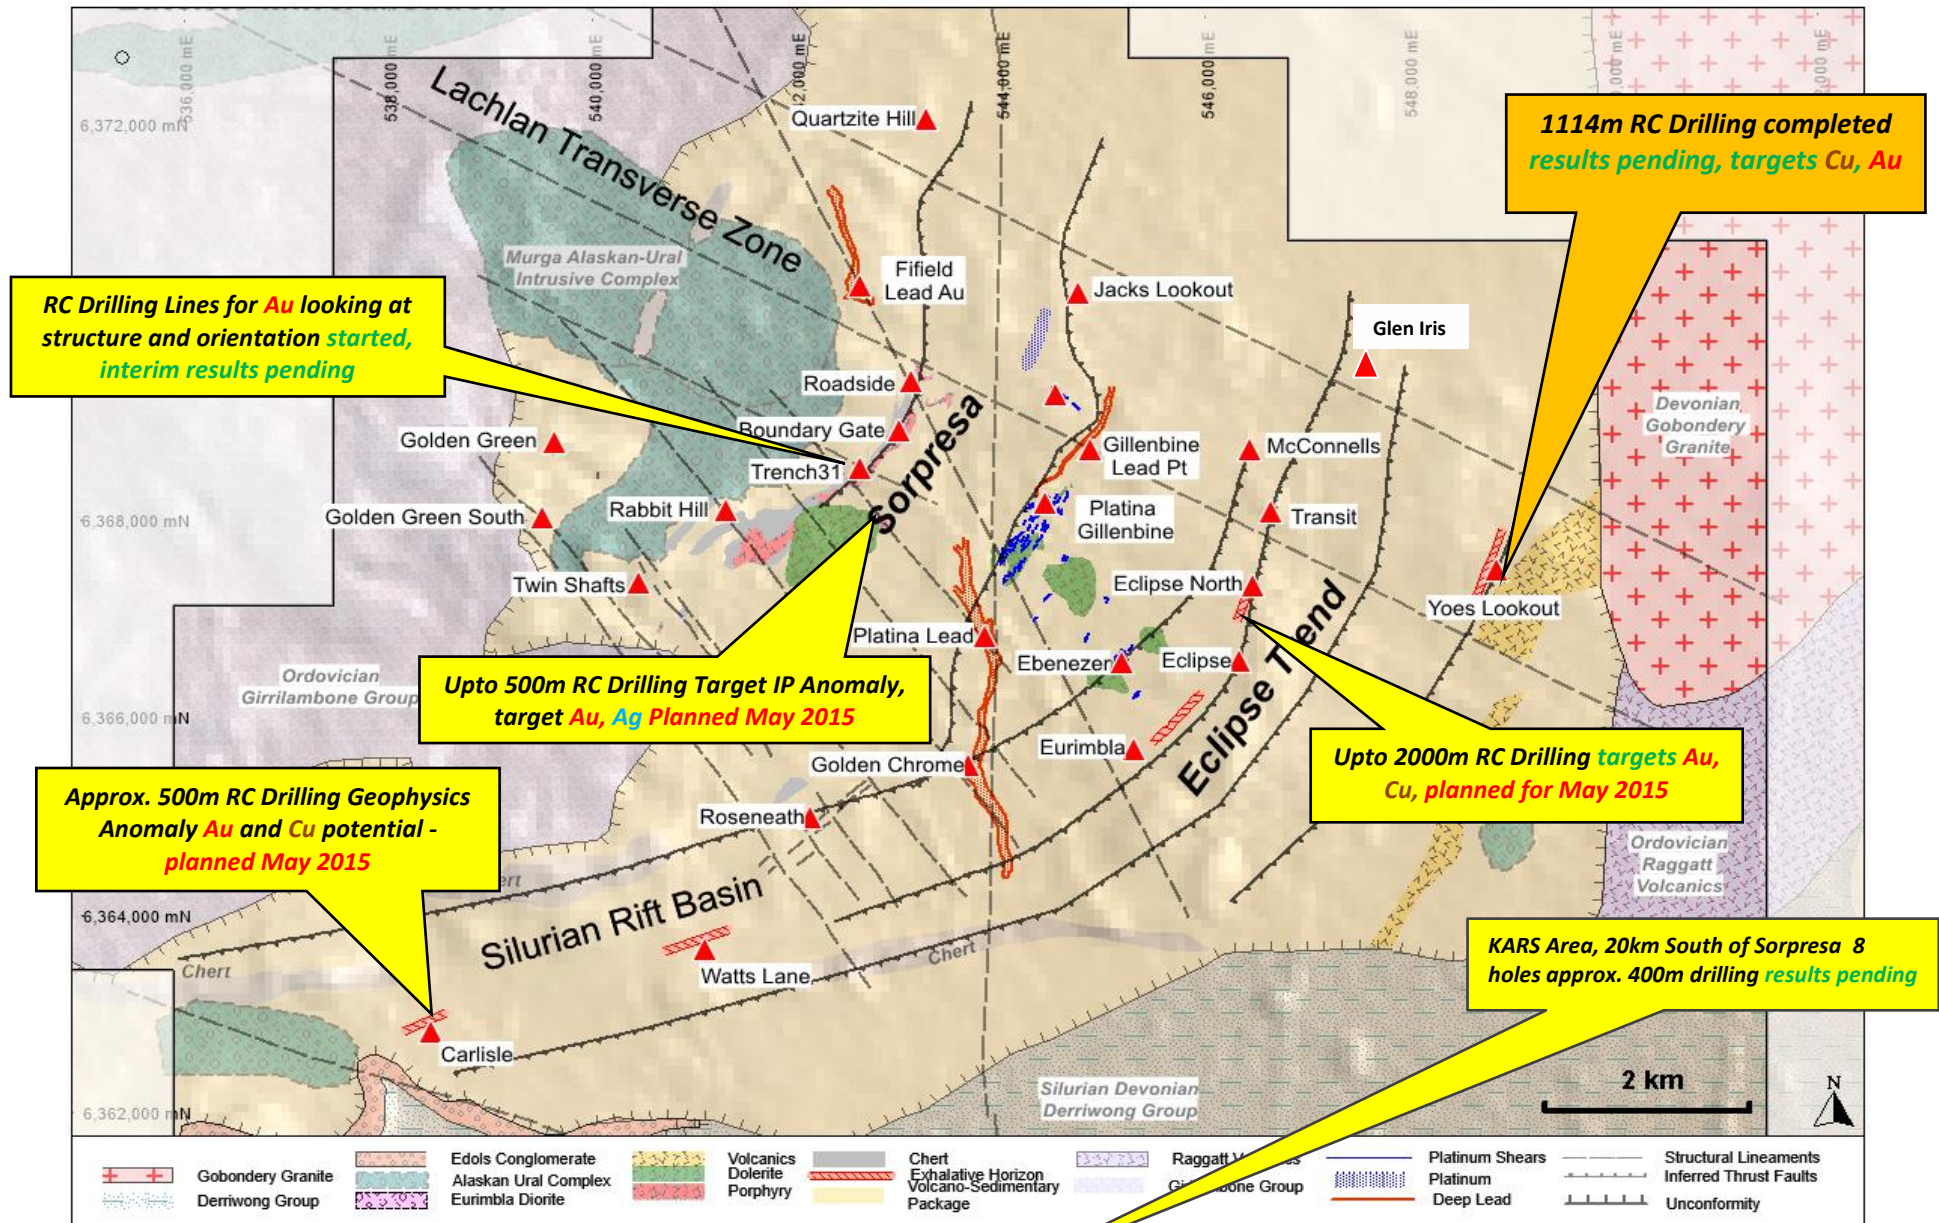 Lachlan Transverse Zone
536,000 mE
538,000 mE
540,000 mE
544,000 mE
546,000 mE
548,000 mE
6,372,000 mN
6,368,000 mN
6,366,000 mN
6,364,000 mN
6,362,000 mN
1114m RC Drilling completed
results pending, targets Cu, Au
RC Drilling Lines for Au looking at
structure and orientation started,
interim results pending
Upto 500m RC Drilling Target IP Anomaly,
target Au, Ag Planned May 2015
Upto 2000m RC Drilling targets Au,
Cu, planned for May 2015
Approx. 500m RC Drilling Geophysics
Anomaly Au and Cu potential -
planned May 2015
KARS Area, 20km South of Sorpresa 8
holes approx. 400m drilling results pending
Quartzite Hill
Murga Alaskan-Ural
Intrusive Complex
Fifield
Lead Au
Jacks Lookout
Glen Iris
Roadside
Boundary Gate
Trench31
Sorpresa
Golden Green
Golden Green South
Rabbit Hill
Twin Shafts
Gillenbine
Lead Pt
Platina
Gillenbine
McConnells
Transit
Devonian
Gobondery
Granite
Eclipse North
Yoes Lookout
Platina Lead
Ebenezer
Eclipse
Eclipse Trend
Eurimbla
Ordovician
Girrilambone Group
Golden Chrome
Roseneath
Ordovician
Raggatt
Volcanics
Silurian Rift Basin
Watts Lane
Chert
Chert
Carlisle
Silurian Devonian
Derriwong Group
2 km
N
Gobondery Granite
Derriwong Group
Edols Conglomerate
Alaskan Ural Complex
Eurimbla Diorite
Volcanics
Dolerite
Porphyry
Chert
Exhalative Horizon
Volcano-Sedimentary
Package
Raggatt
Group
Platinum Shears
Platinum
Deep Lead
Structural Lineaments
Inferred Thrust Faults
Unconformity